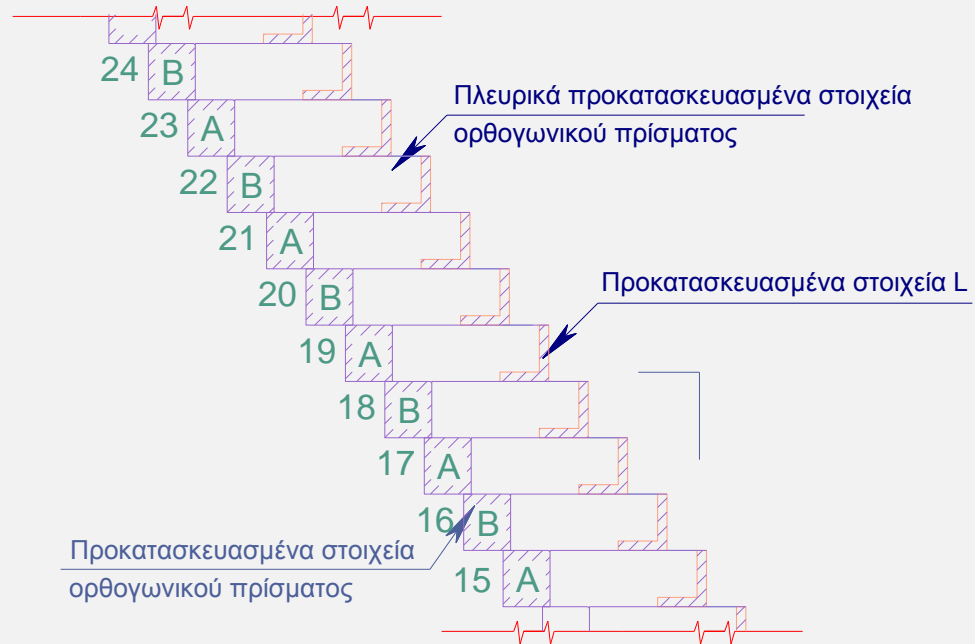 24 B
Πλευρικά προκατασκευασμένα στοιχεία
ορθογωνικού πρίσματος
23 A
22 B
21 A
Προκατασκευασμένα στοιχεία L
20 B
19 A
18 B
17 A
16 B
Προκατασκευασμένα στοιχεία
ορθογωνικού πρίσματος
15 A